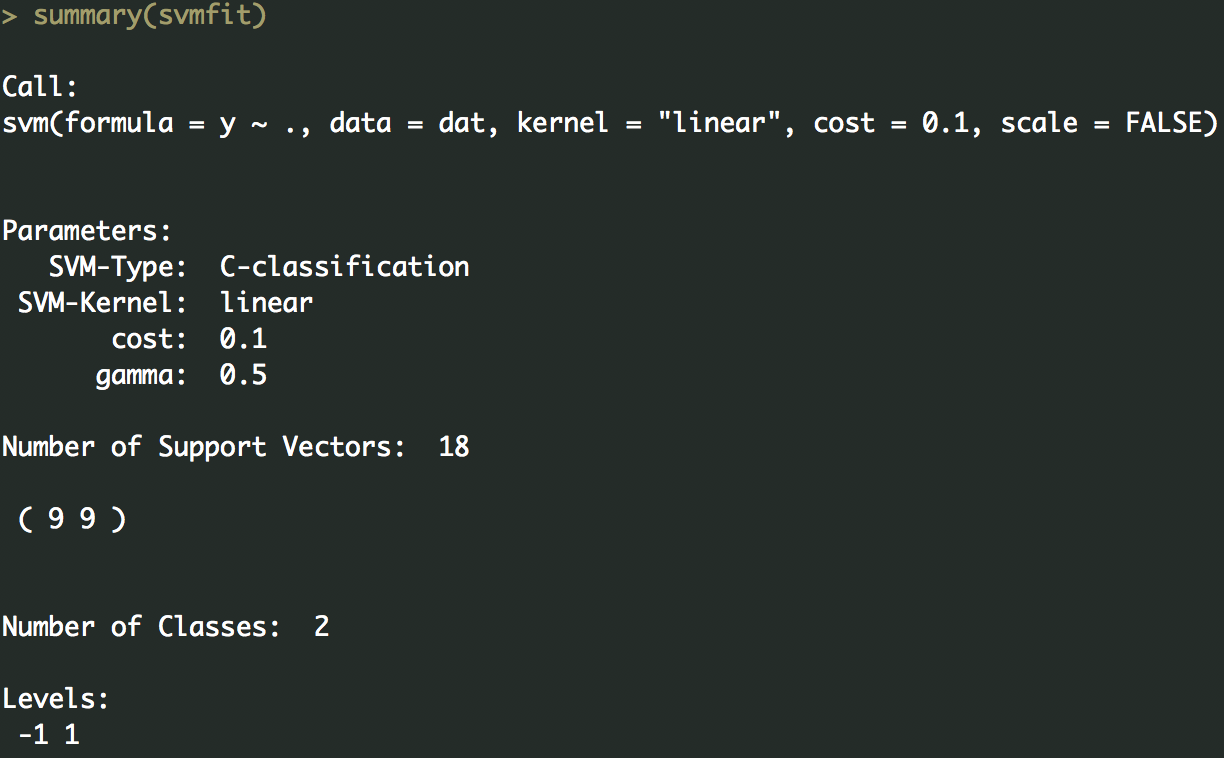 > summary(svmfit)
Call:
svm(formula = y ~ ., data = dat, kernel = "linear", cost = 0.1, scale = FALSE)
Parameters:
   SVM-Type:  C-classification
 SVM-Kernel:  linear
       cost:  0.1
      gamma:  0.5
Number of Support Vectors:  18
 ( 9 9 )
Number of Classes:  2
Levels:
 -1 1